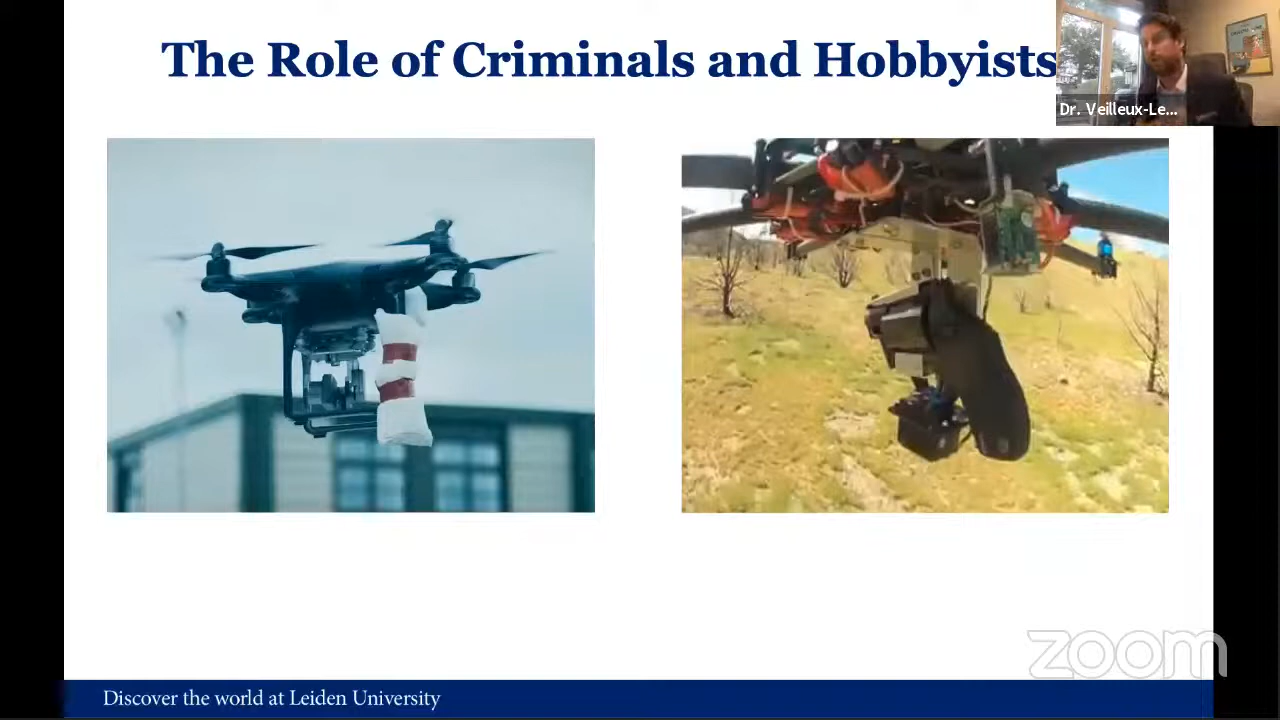 The Role of Criminals and Hobbyists
Dr. Veilleux-Le...
zoom
Discover the world at Leiden University